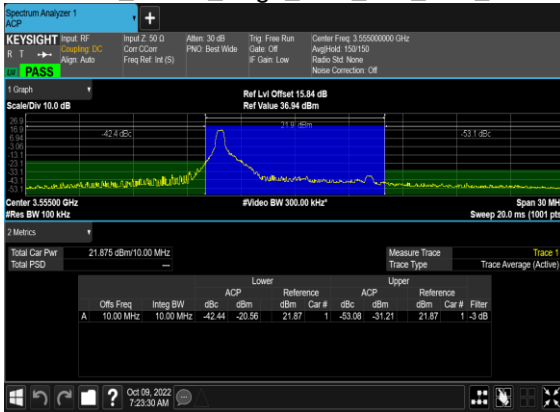 Spectrum Analyzer 1
ACP
+
KEYSIGHT Input: RF Input Z: 50 Ω Atten: 30 dB Trig: Free Run Center Freq: 3.555000000 GHz
R T Coupling: DC Corr CCorr PNO: Best Wide Gate: Off Avg|Hold: 150/150
Align: Auto Freq Ref: Int (S) IF Gain: Low Radio Std: None
PASS Noise Correction: Off
1 Graph Ref Lvl Offset 15.84 dB
Scale/Div 10.0 dB Ref Value 36.94 dBm
26.9
16.9
6.94
-3.06
-13.1
-23.1
-33.1
-43.1
-53.1
-42.4 dBc 21.9 dBm -53.1 dBc
Center 3.55500 GHz #Video BW 300.00 kHz* Span 30 MH
#Res BW 100 kHz Sweep 20.0 ms (1001 pts
2 Metrics
Total Car Pwr 21.875 dBm/10.00 MHz Measure Trace Trace 1
Total PSD --- Trace Type Trace Average (Active)
Lower Upper
ACP Reference ACP Reference
Offs Freq Integ BW dBc dBm dBm Car # dBc dBm dBm Car # Filter
A 10.00 MHz 10.00 MHz -42.44 -20.56 21.87 1 -53.08 -31.21 21.87 1 -3 dB
? Oct 09, 2022
7:23:30 AM